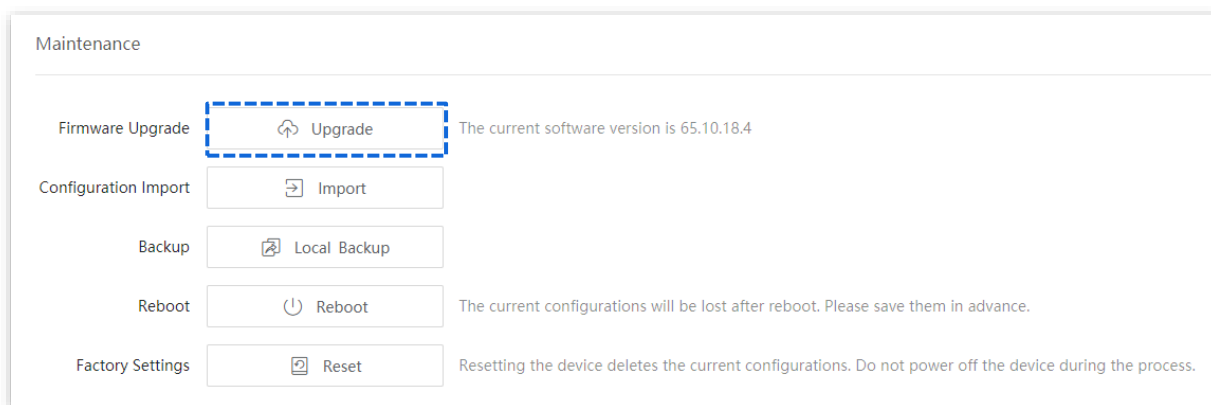 Maintenance
Firmware Upgrade Upgrade The current software version is 65.10.18.4
Configuration Import Import
Backup Local Backup
Reboot Reboot The current configurations will be lost after reboot. Please save them in advance.
Factory Settings Reset Resetting the device deletes the current configurations. Do not power off the device during the process.